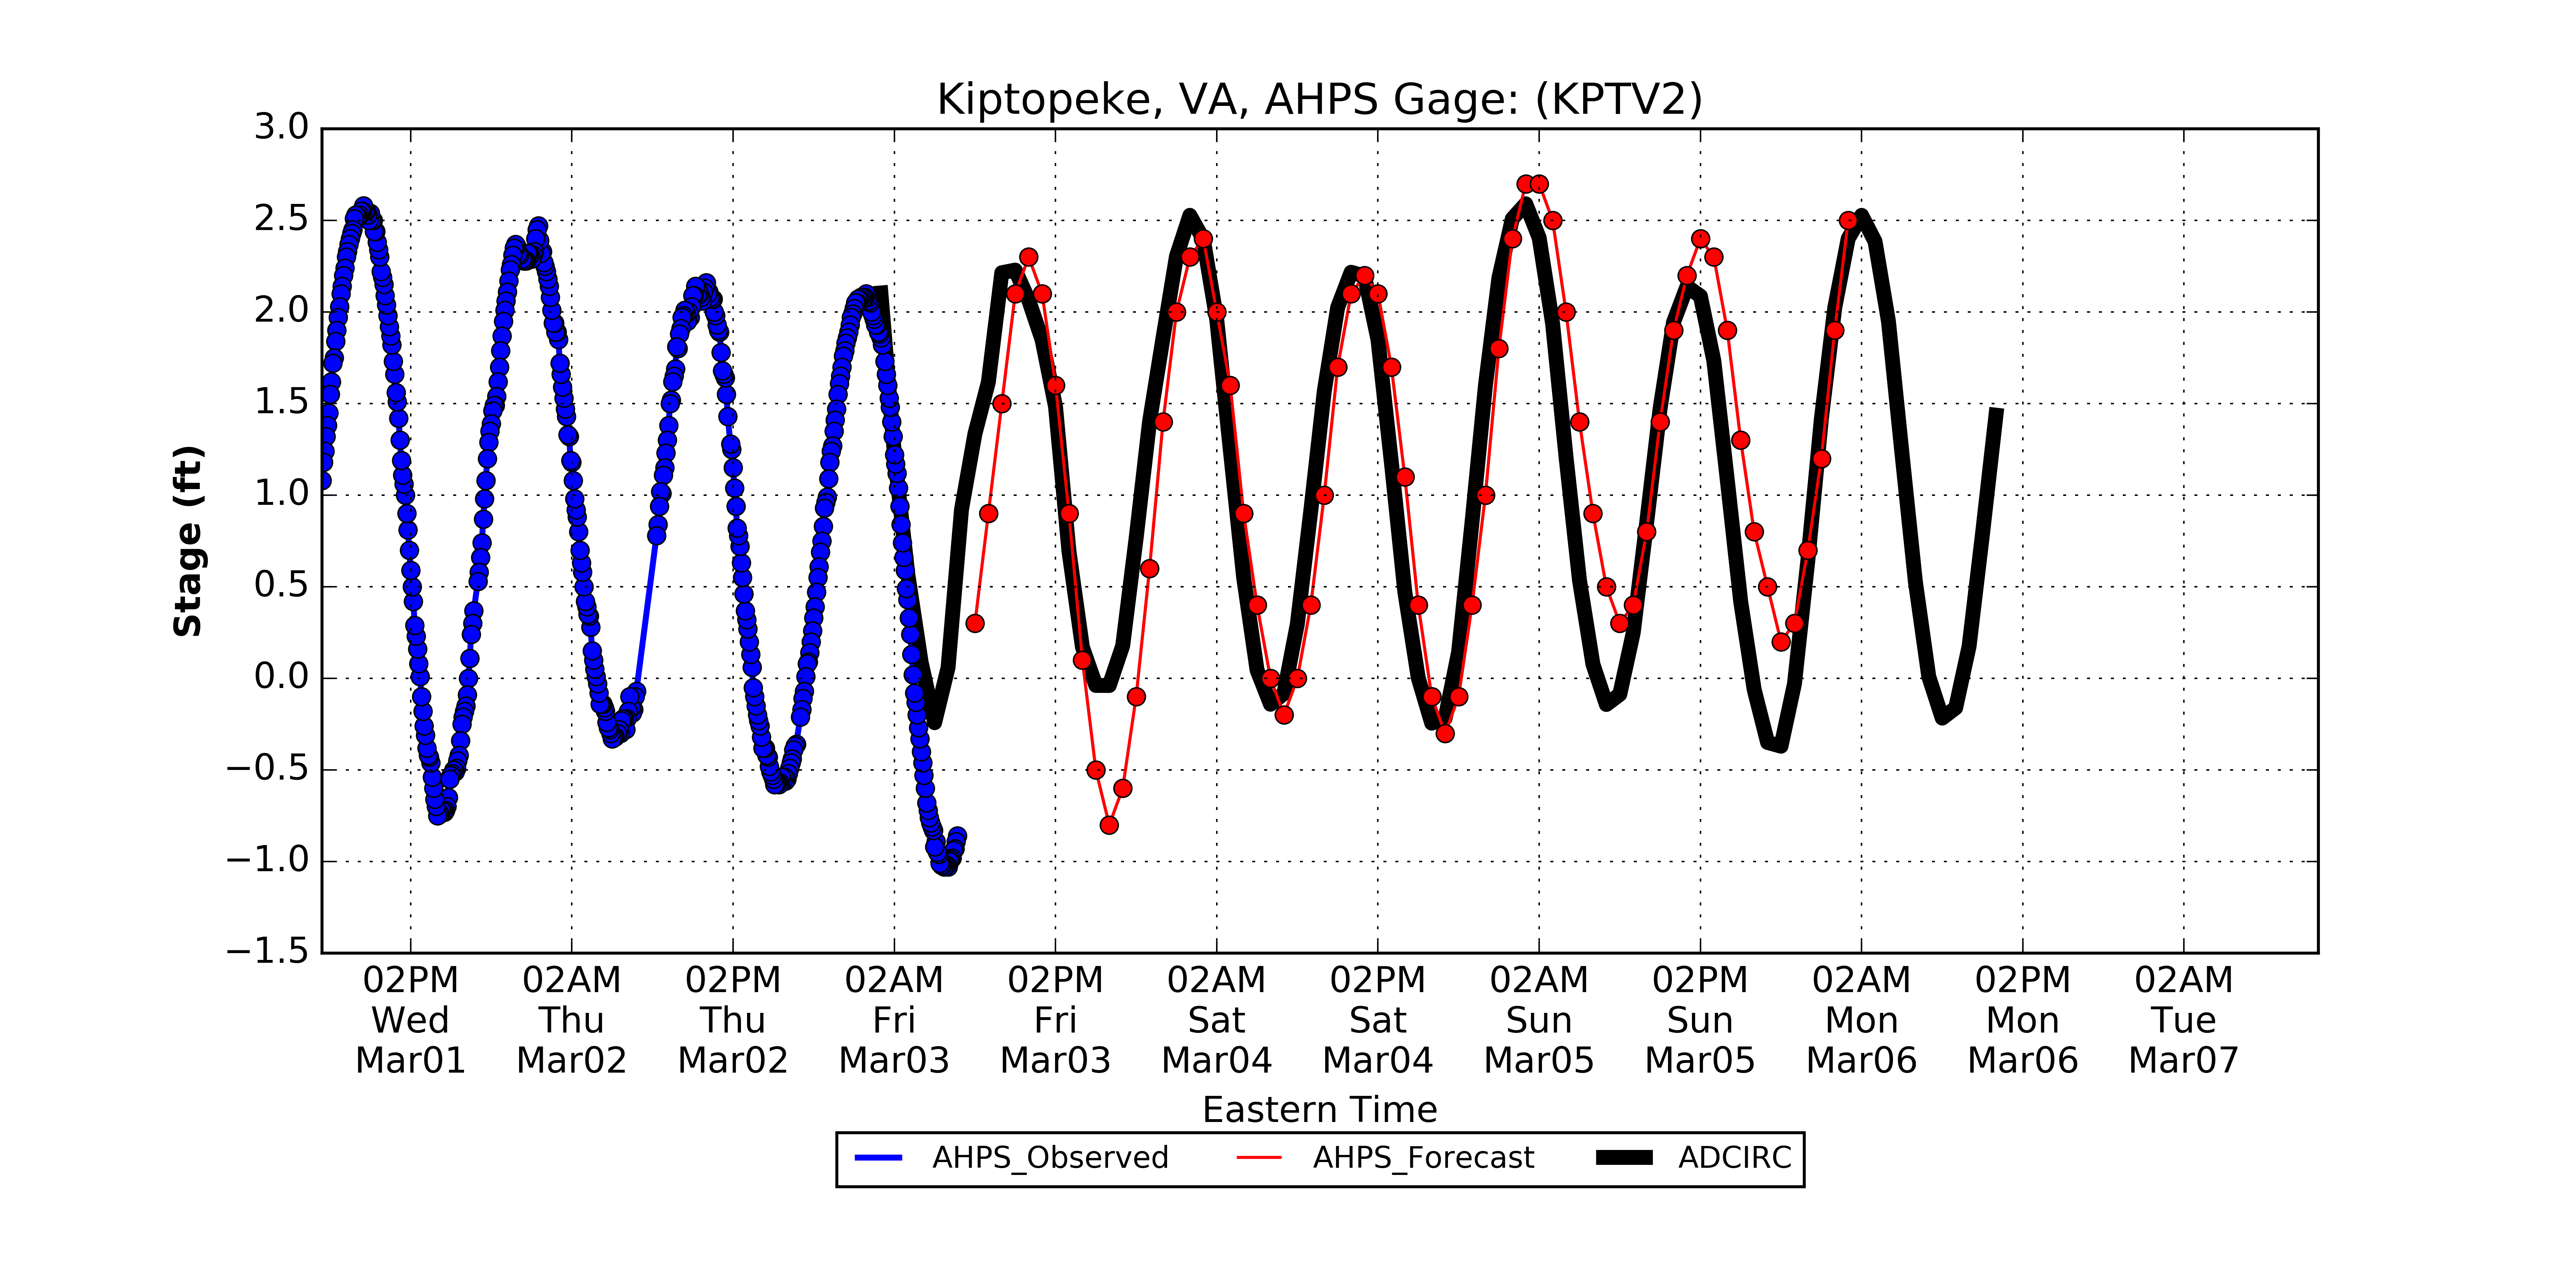 Kiptopeke, VA, AHPS Gage: (KPTV2)
3.0
2.5
2.0
1.5
1.0
0.5
0.0
−0.5
−1.0
−1.5
Stage (ft)
02PM 02AM 02PM 02AM 02PM 02AM 02PM 02AM 02PM 02AM 02PM 02AM
Wed Thu Thu Fri Fri Sat Sat Sun Sun Mon Mon Tue
Mar01 Mar02 Mar02 Mar03 Mar03 Mar04 Mar04 Mar05 Mar05 Mar06 Mar06 Mar07
Eastern Time
AHPS_Observed AHPS_Forecast ADCIRC